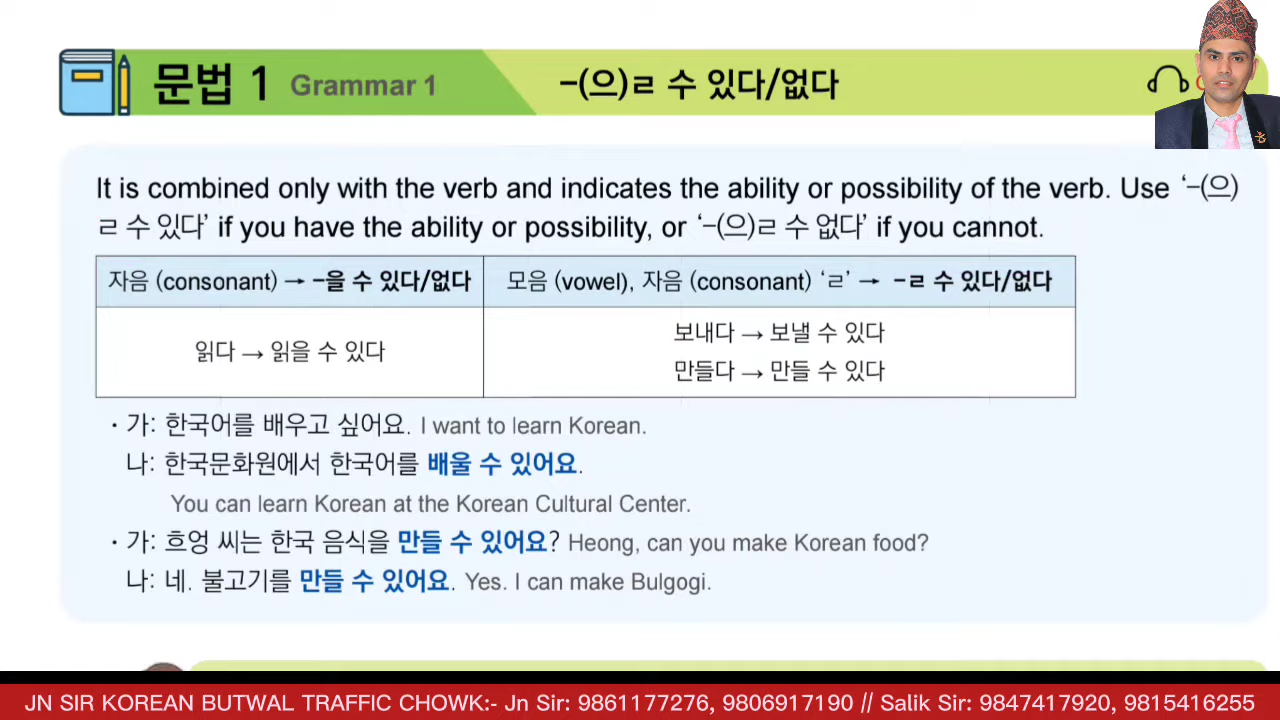 문법 1 Grammar 1 –(으)ㄹ 수 있다/없다
It is combined only with the verb and indicates the ability or possibility of the verb. Use ‘–(으)
ㄹ 수 있다’ if you have the ability or possibility, or ‘–(으)ㄹ 수 없다’ if you cannot.
자음 (consonant) → –을 수 있다/없다
모음 (vowel), 자음 (consonant) ‘ㄹ’ → –ㄹ 수 있다/없다
읽다 → 읽을 수 있다
보내다 → 보낼 수 있다
만들다 → 만들 수 있다
· 가: 한국어를 배우고 싶어요. I want to learn Korean.
나: 한국문화원에서 한국어를 배울 수 있어요.
You can learn Korean at the Korean Cultural Center.
· 가: 흐엉 씨는 한국 음식을 만들 수 있어요? Heong, can you make Korean food?
나: 네. 불고기를 만들 수 있어요. Yes. I can make Bulgogi.
JN SIR KOREAN BUTWAL TRAFFIC CHOWK:- Jn Sir: 9861177276, 9806917190 // Salik Sir: 9847417920, 9815416255